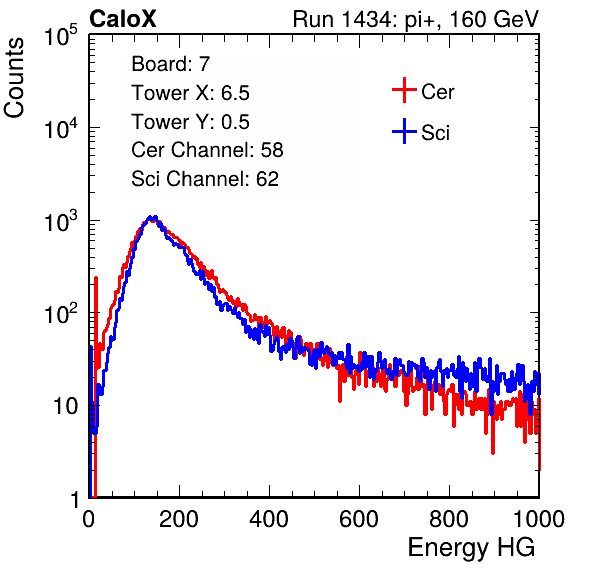 CaloX Run 1434: pi+, 160 GeV
Counts
Board: 7
Tower X: 6.5
Tower Y: 0.5
Cer Channel: 58
Sci Channel: 62
Cer
Sci
10^5
10^4
10^3
10^2
10
1
0 200 400 600 800 1000
Energy HG